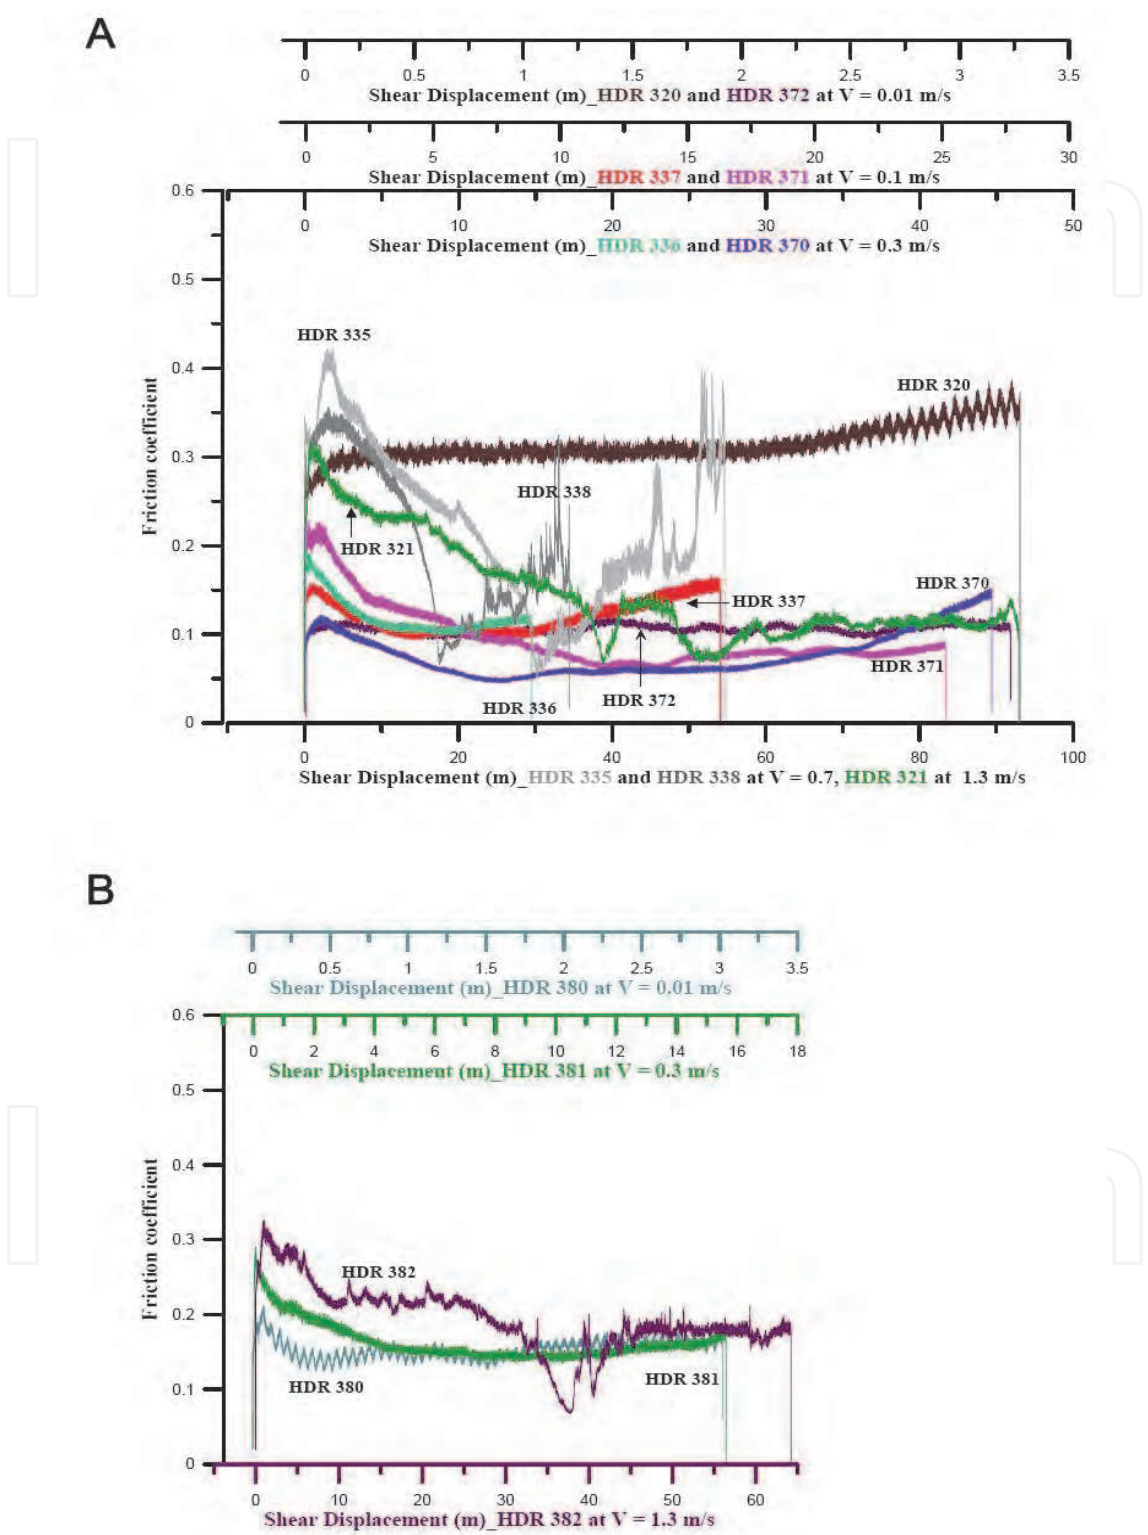 A
0 0.5 1 1.5 2 2.5 3 3.5
Shear Displacement (m)_HDR 320 and HDR 372 at V = 0.01 m/s
0 5 10 15 20 25 30
Shear Displacement (m)_HDR 337 and HDR 371 at V = 0.1 m/s
0.6
0 10 20 30 40 50
Shear Displacement (m)_HDR 336 and HDR 370 at V = 0.3 m/s
0.5
HDR 335
0.4
HDR 320
Friction coefficient
0.3
HDR 338
0.2
HDR 321
HDR 370
HDR 337
0.1
HDR 371
HDR 372
HDR 336
0
0 20 40 60 80 100
Shear Displacement (m)_HDR 335 and HDR 338 at V = 0.7, HDR 321 at 1.3 m/s
B
0 0.5 1 1.5 2 2.5 3 3.5
Shear Displacement (m)_HDR 380 at V = 0.01 m/s
0.6
0 2 4 6 8 10 12 14 16 18
Shear Displacement (m)_HDR 381 at V = 0.3 m/s
0.5
0.4
Friction coefficient
0.3
HDR 382
0.2
HDR 380
HDR 381
0.1
0
0 10 20 30 40 50 60
Shear Displacement (m)_HDR 382 at V = 1.3 m/s